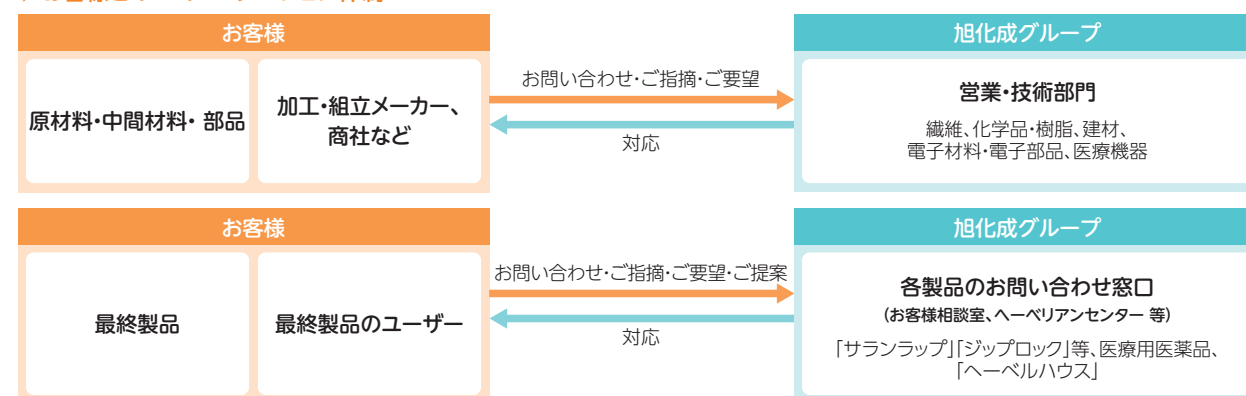 お客様
旭化成グループ
原材料・中間材料・ 部品
加工・組立メーカー、
商社など
お問い合わせ・ご指摘・ご要望
対応
営業・技術部門
繊維、化学品・樹脂、建材、
電子材料・電子部品、医療機器
お客様
旭化成グループ
最終製品
最終製品のユーザー
お問い合わせ・ご指摘・ご要望・ご提案
対応
各製品のお問い合わせ窓口
(お客様相談室、ヘーベリアンセンター 等)
「サランラップ」「ジップロック」等、医療用医薬品、
「ヘーベルハウス」